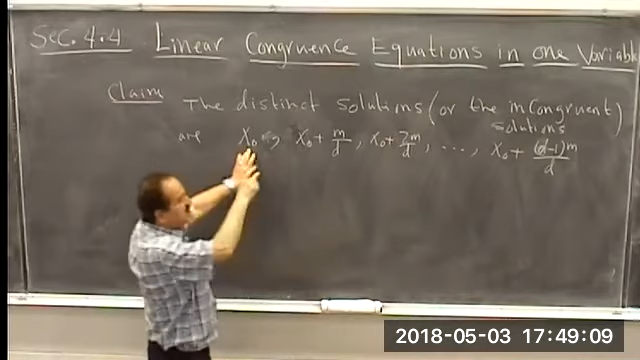 Sec. 4.4 Linear Congruence Equations in one Variable
Claim The distinct solutions (or the incongruent)
solutions
are x₀, x₀ + m/d, x₀ + 2m/d, ..., x₀ + (d-1)m/d
2018-05-03 17:49:09